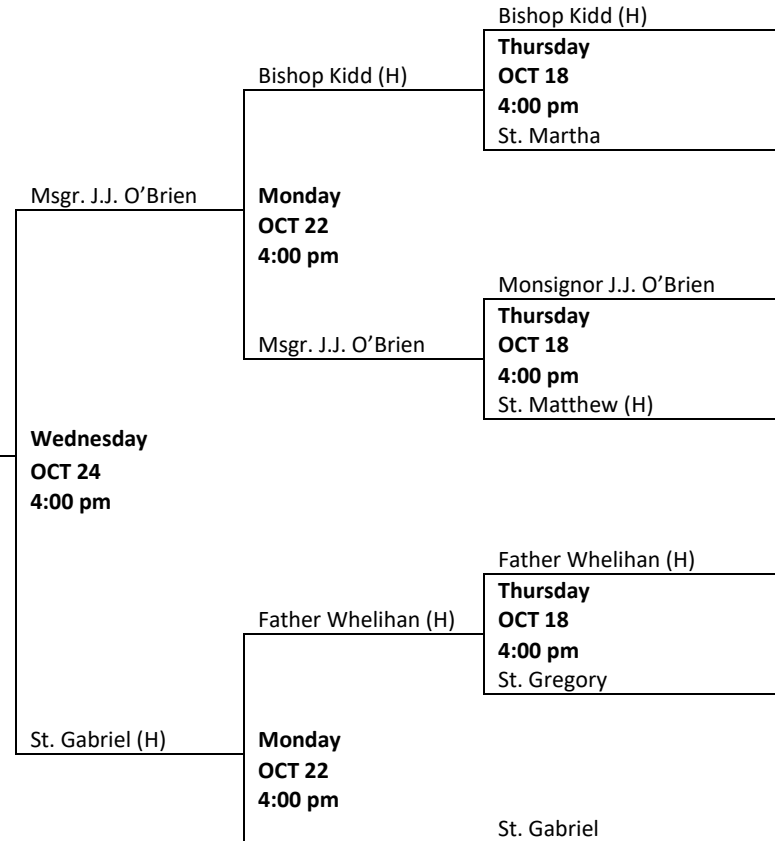 Bishop Kidd (H)
Thursday
OCT 18
4:00 pm
St. Martha
Bishop Kidd (H)
Msgr. J.J. O’Brien
Monday
OCT 22
4:00 pm
Monsignor J.J. O’Brien
Thursday
OCT 18
4:00 pm
St. Matthew (H)
Msgr. J.J. O’Brien
Wednesday
OCT 24
4:00 pm
Father Whelihan (H)
Thursday
OCT 18
4:00 pm
St. Gregory
Father Whelihan (H)
St. Gabriel (H)
Monday
OCT 22
4:00 pm
St. Gabriel